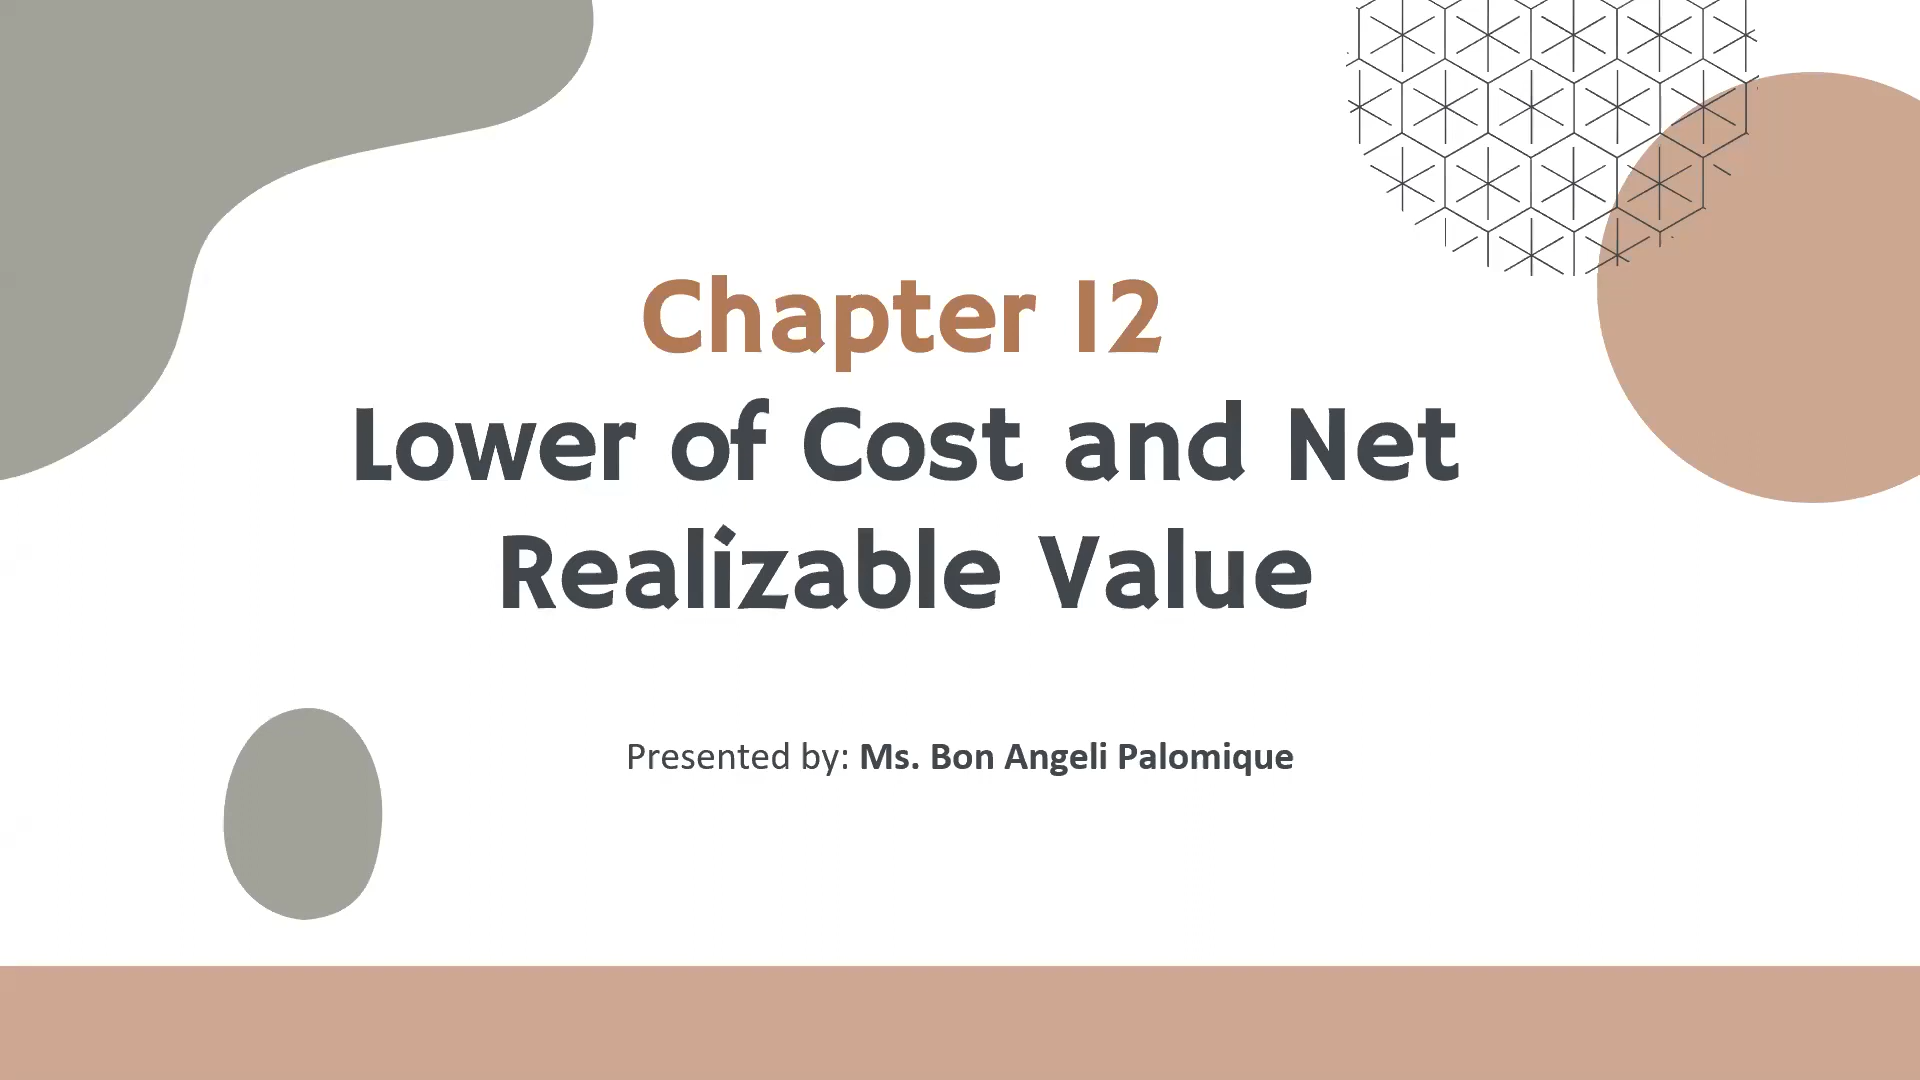 Chapter 12
Lower of Cost and Net
Realizable Value
Presented by: Ms. Bon Angeli Palomique